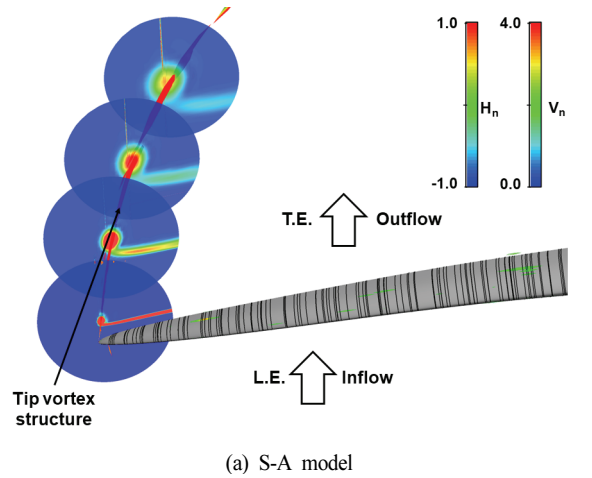 1.0
4.0
Hn
Vn
-1.0
0.0
T.E.
Outflow
L.E.
Inflow
Tip vortex
structure
(a) S-A model